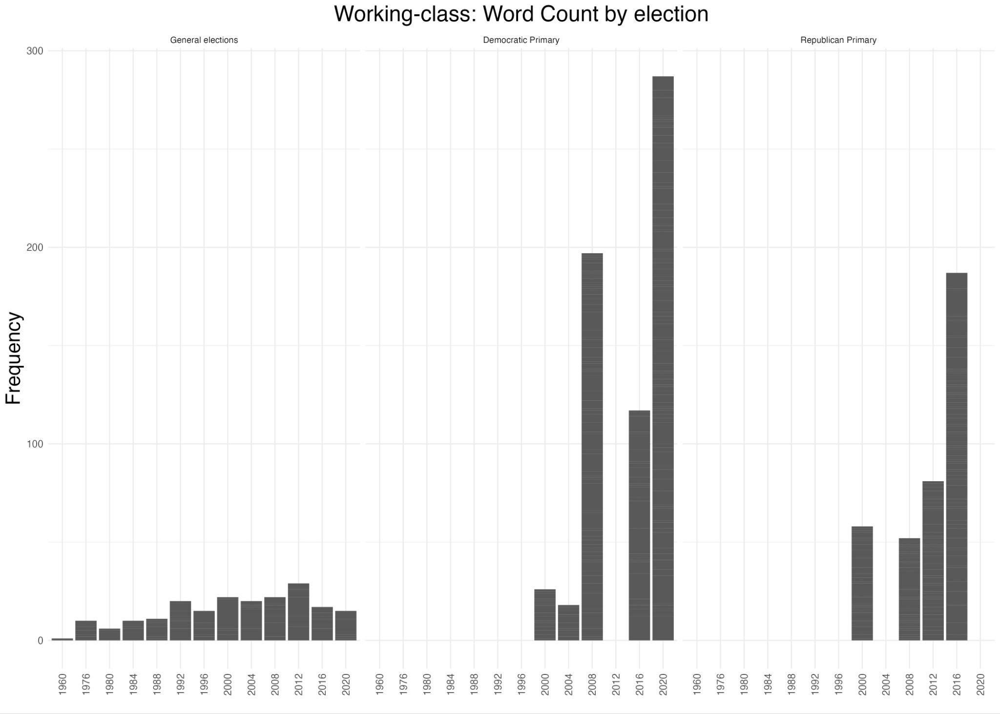 Working-class: Word Count by election
General elections
Democratic Primary
Republican Primary
Frequency
300
200
100
0
1960 1976 1980 1984 1988 1992 1996 2000 2004 2008 2012 2016 2020
1960 1976 1980 1984 1988 1992 1996 2000 2004 2008 2012 2016 2020
1960 1976 1980 1984 1988 1992 1996 2000 2004 2008 2012 2016 2020